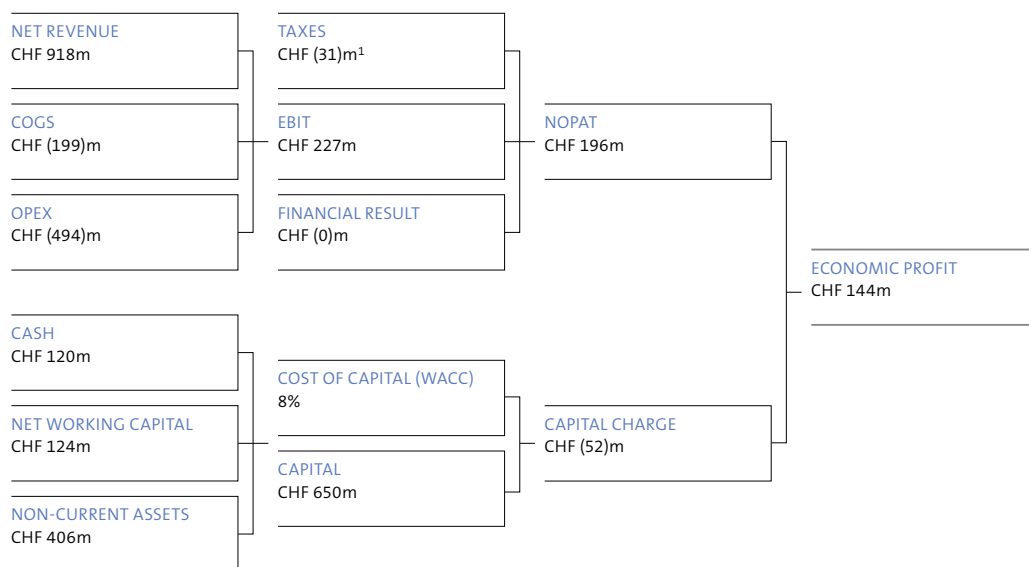 NET REVENUE
CHF 918m
TAXES
CHF (31)m¹
COGS
CHF (199)m
EBIT
CHF 227m
NOPAT
CHF 196m
OPEX
CHF (494)m
FINANCIAL RESULT
CHF (0)m
ECONOMIC PROFIT
CHF 144m
CASH
CHF 120m
COST OF CAPITAL (WACC)
8%
NET WORKING CAPITAL
CHF 124m
CAPITAL CHARGE
CHF (52)m
CAPITAL
CHF 650m
NON-CURRENT ASSETS
CHF 406m